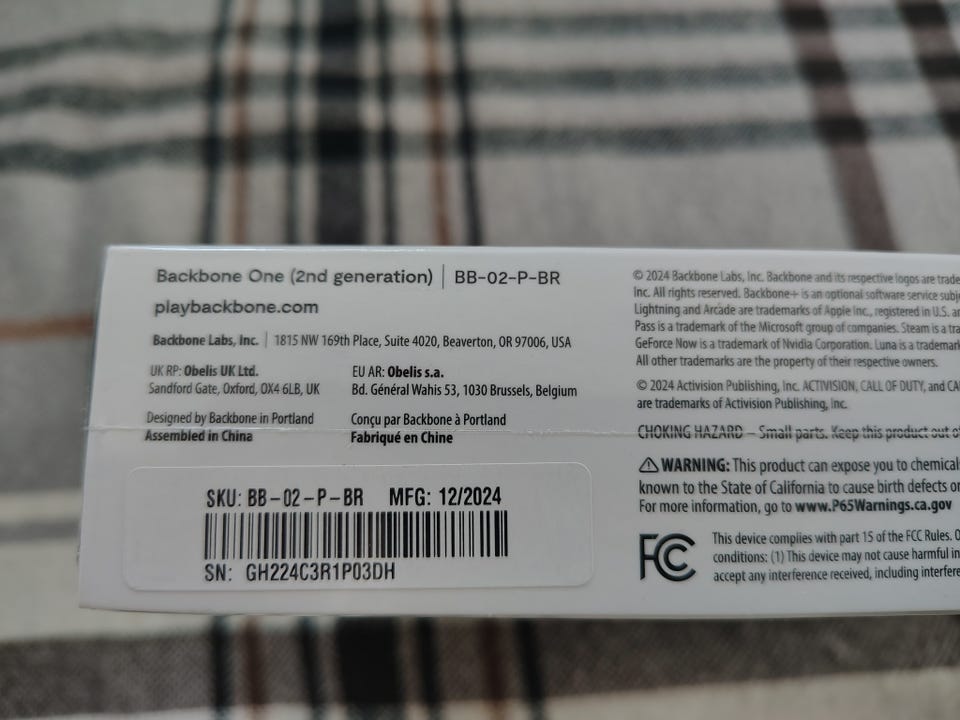 Backbone One (2nd generation) | BB-02-P-BR
playbackbone.com
Backbone Labs, Inc. | 1815 NW 169th Place, Suite 4020, Beaverton, OR 97006, USA
UK RP: Obelis UK Ltd.
Sandford Gate, Oxford, OX4 6LB, UK
EU AR: Obelis s.a.
Bd. Général Wahis 53, 1030 Brussels, Belgium
Designed by Backbone in Portland
Assembled in China
Conçu par Backbone à Portland
Fabriqué en Chine
SKU: BB-02-P-BR MFG: 12/2024
SN: GH224C3R1P03DH
© 2024 Backbone Labs, Inc. Backbone and its respective logos are trade
Inc. All rights reserved. Backbone+ is an optional software service subj
Lightning and Arcade are trademarks of Apple Inc., registered in U.S. a
Pass is a trademark of the Microsoft group of companies. Steam is a tra
GeForce Now is a trademark of Nvidia Corporation. Luna is a trademark
All other trademarks are the property of their respective owners.
© 2024 Activision Publishing, Inc. ACTIVISION, CALL OF DUTY, and CA
are trademarks of Activision Publishing, Inc.
CHOKING HAZARD – Small parts. Keep this product out o
⚠ WARNING: This product can expose you to chemical
known to the State of California to cause birth defects or
For more information, go to www.P65Warnings.ca.gov
FC
This device complies with part 15 of the FCC Rules. O
conditions: (1) This device may not cause harmful in
accept any interference received, including interfere